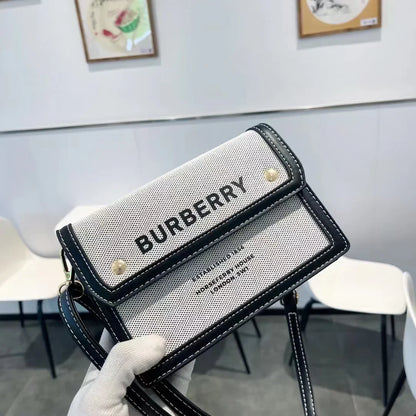 BURBERRY
ESTABLISHED 1856
HORSEFERRY HOUSE
LONDON SW1